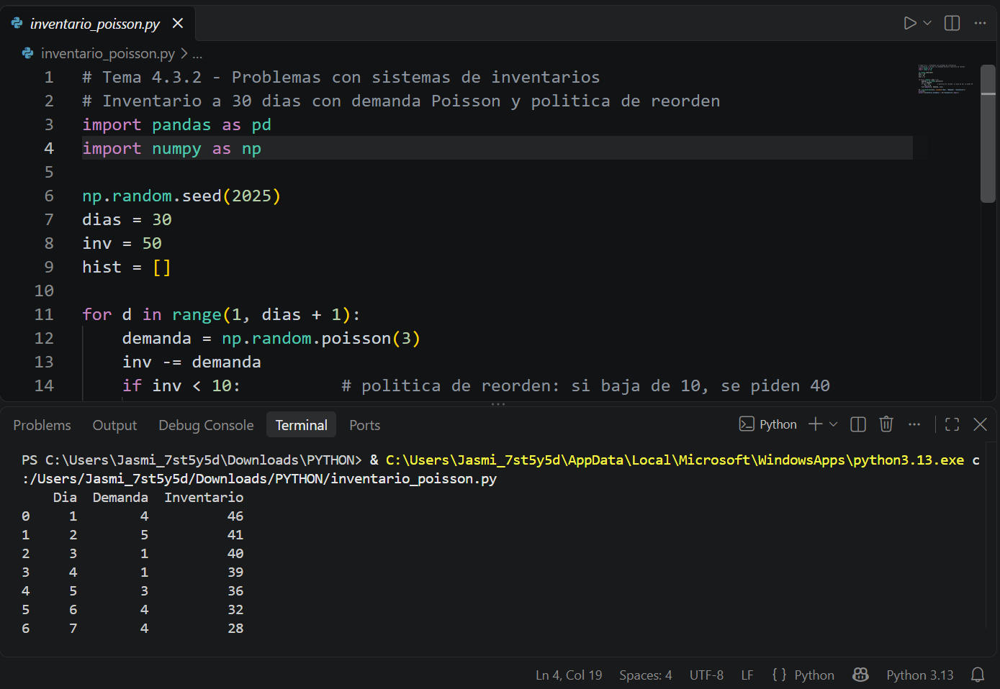 inventario_poisson.py
inventario_poisson.py > ...
1 # Tema 4.3.2 - Problemas con sistemas de inventarios
2 # Inventario a 30 dias con demanda Poisson y politica de reorden
3 import pandas as pd
4 import numpy as np
5
6 np.random.seed(2025)
7 dias = 30
8 inv = 50
9 hist = []
10
11 for d in range(1, dias + 1):
12     demanda = np.random.poisson(3)
13     inv -= demanda
14     if inv < 10:          # politica de reorden: si baja de 10, se piden 40
Problems Output Debug Console Terminal Ports Python
PS C:\Users\Jasmi_7st5y5d\Downloads\PYTHON> & C:\Users\Jasmi_7st5y5d\AppData\Local\Microsoft\WindowsApps\python3.13.exe c
:/Users/Jasmi_7st5y5d/Downloads/PYTHON/inventario_poisson.py
    Dia  Demanda  Inventario
0     1        4          46
1     2        5          41
2     3        1          40
3     4        1          39
4     5        3          36
5     6        4          32
6     7        4          28
Ln 4, Col 19 Spaces: 4 UTF-8 LF { } Python Python 3.13